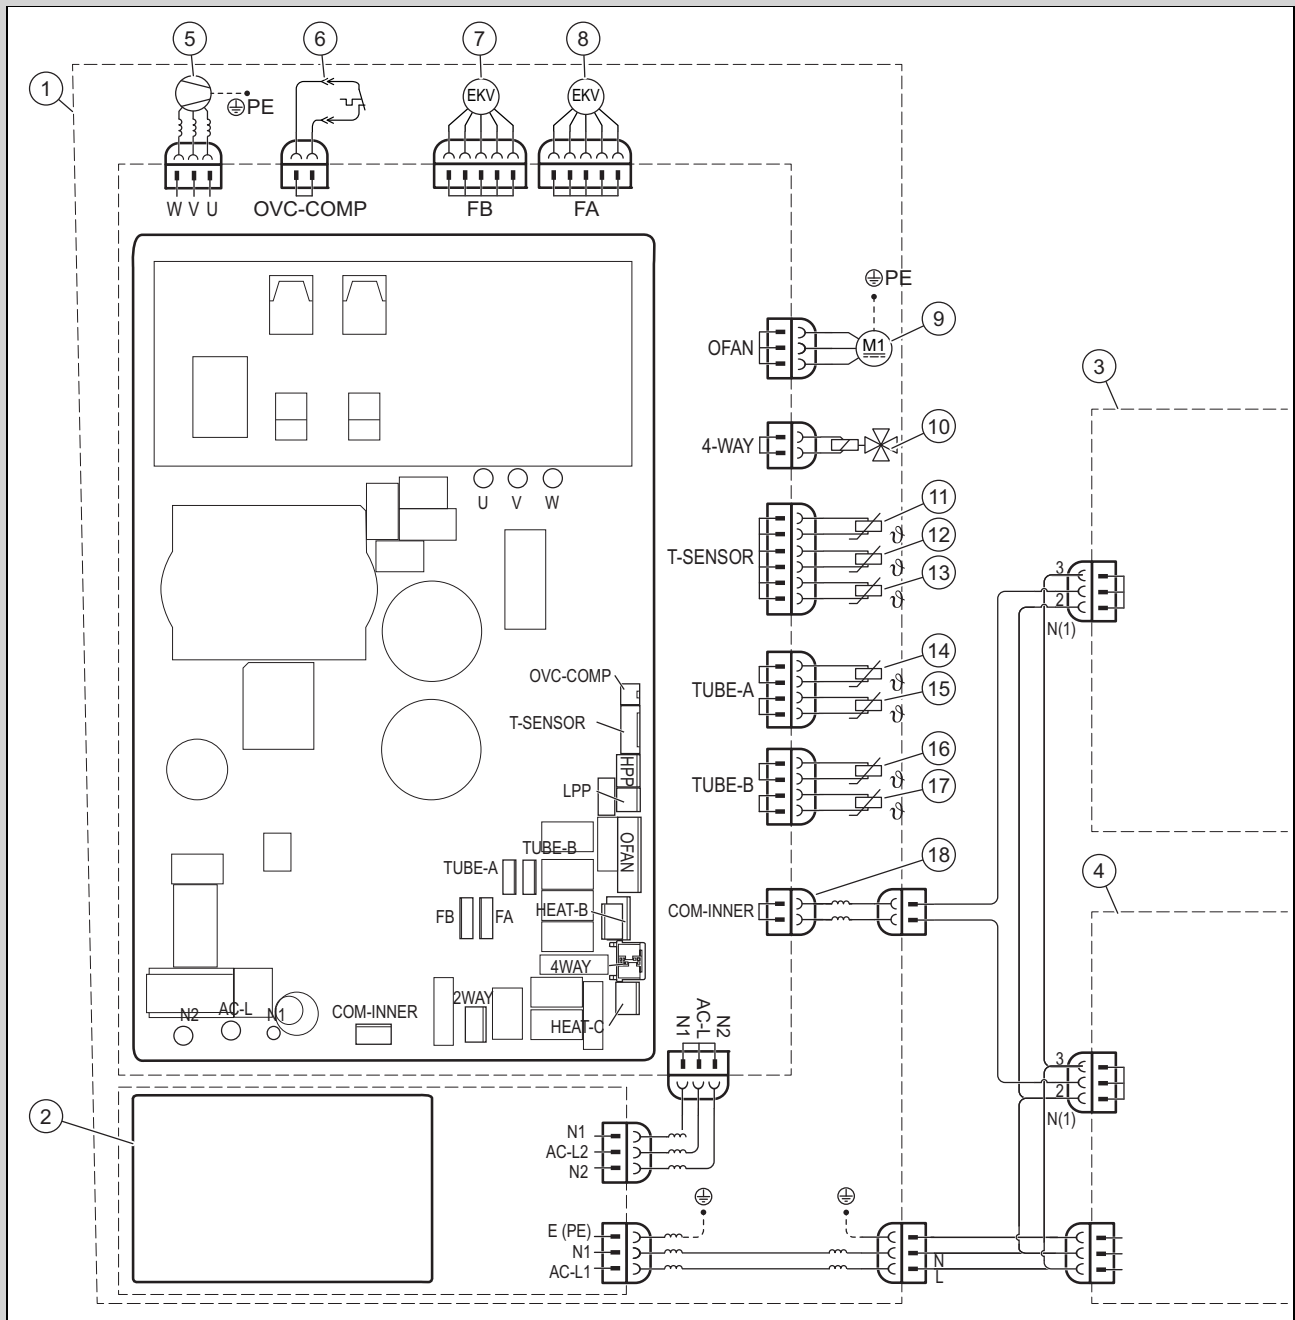 5 6 7 8
1
EKV EKV
PE
W V U OVC-COMP FB FA
PE
9
OFAN M1
3
10
4-WAY
U V W
11
12
T-SENSOR ϑ
ϑ
13
ϑ
3
2
N(1)
14
TUBE-A ϑ
15
ϑ
OVC-COMP
T-SENSOR
HPP
LPP
16
TUBE-B ϑ
17
ϑ
OFAN
TUBE-B
TUBE-A
18
4
FB FA HEAT-B
COM-INNER
4WAY
N2 AC-L N1 COM-INNER 2WAY HEAT-C
N1 AC-L N2
3
2
N(1)
2
N1
AC-L2
N2
E (PE)
N1
AC-L1
N
L